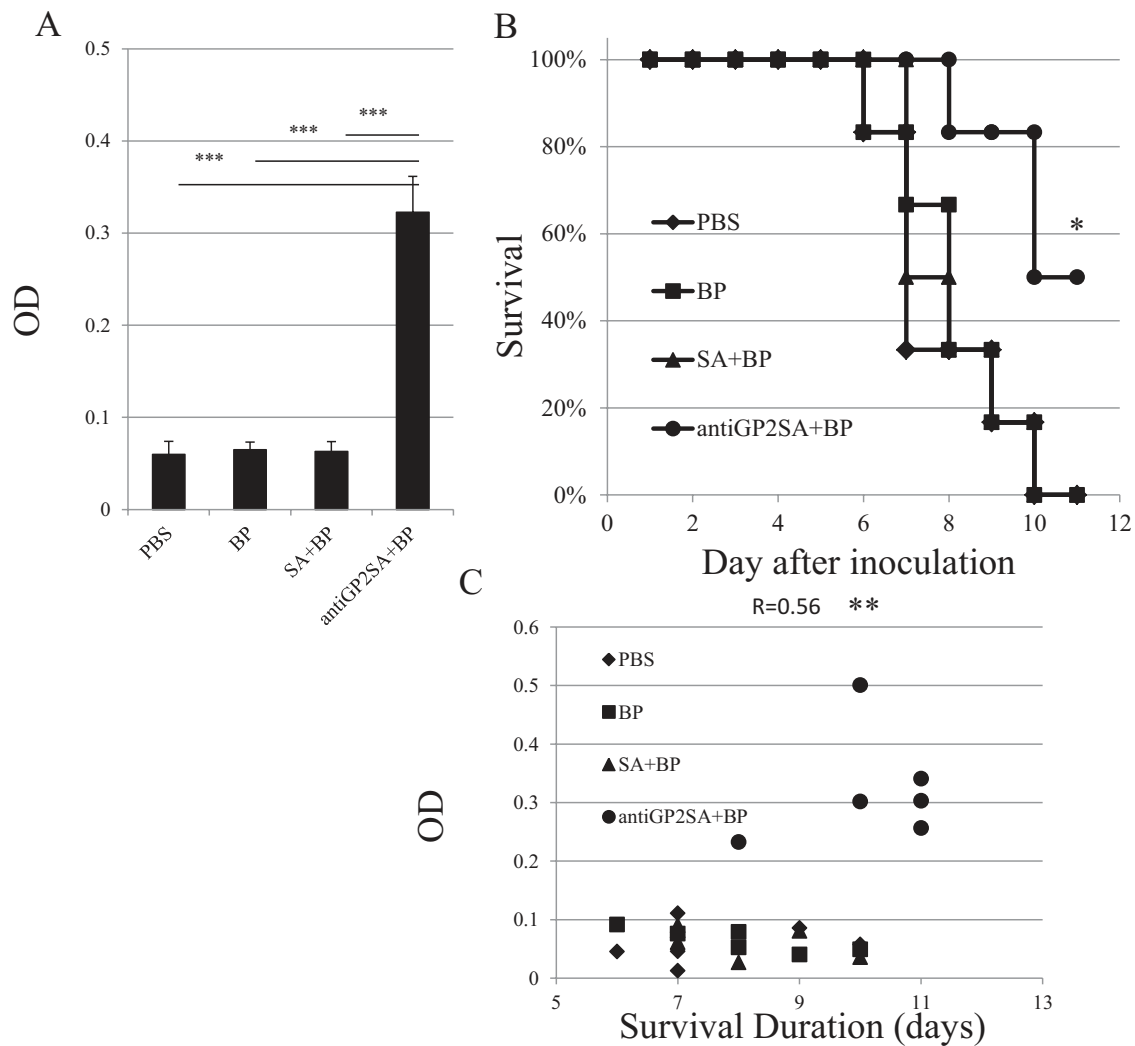 A
0.5
0.4
0.3
0.2
0.1
0
OD
***
***
***
PBS
BP
SA+BP
antiGP2SA+BP
B
100%
80%
60%
40%
20%
0%
Survival
PBS
BP
SA+BP
antiGP2SA+BP
*
0 2 4 6 8 10 12
Day after inoculation
C
R=0.56 **
0.6
0.5
0.4
0.3
0.2
0.1
0
OD
PBS
BP
SA+BP
antiGP2SA+BP
5 7 9 11 13
Survival Duration (days)